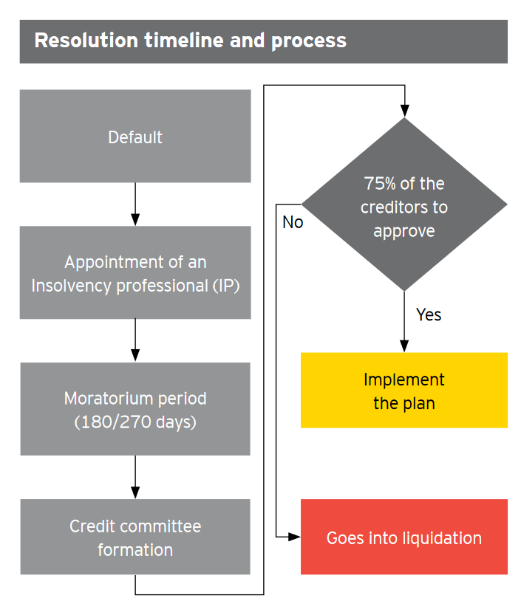 Resolution timeline and process
Default
Appointment of an
Insolvency professional (IP)
Moratorium period
(180/270 days)
Credit committee
formation
75% of the
creditors to
approve
No
Yes
Implement
the plan
Goes into liquidation